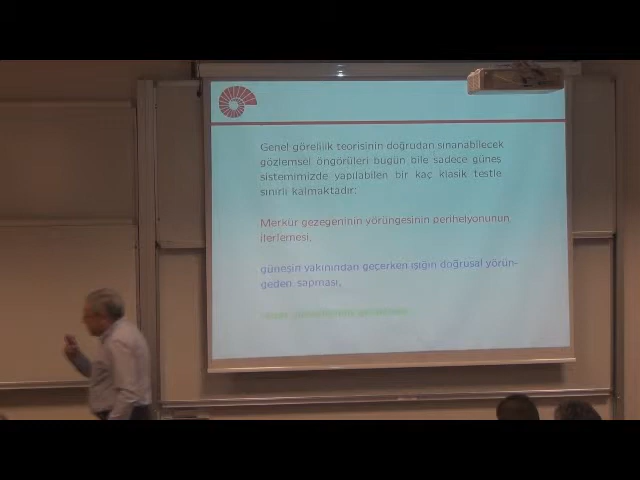 Genel görelilik teorisinin doğrudan sınanabilecek
gözlemsel öngörüleri bugün bile sadece güneş
sistemimizde yapılabilen bir kaç klasik testle
sınırlı kalmaktadır:
Merkür gezegeninin yörüngesinin perihelyonunun
ilerlemesi,
güneşin yakınından geçerken ışığın doğrusal yörün-
geden sapması,